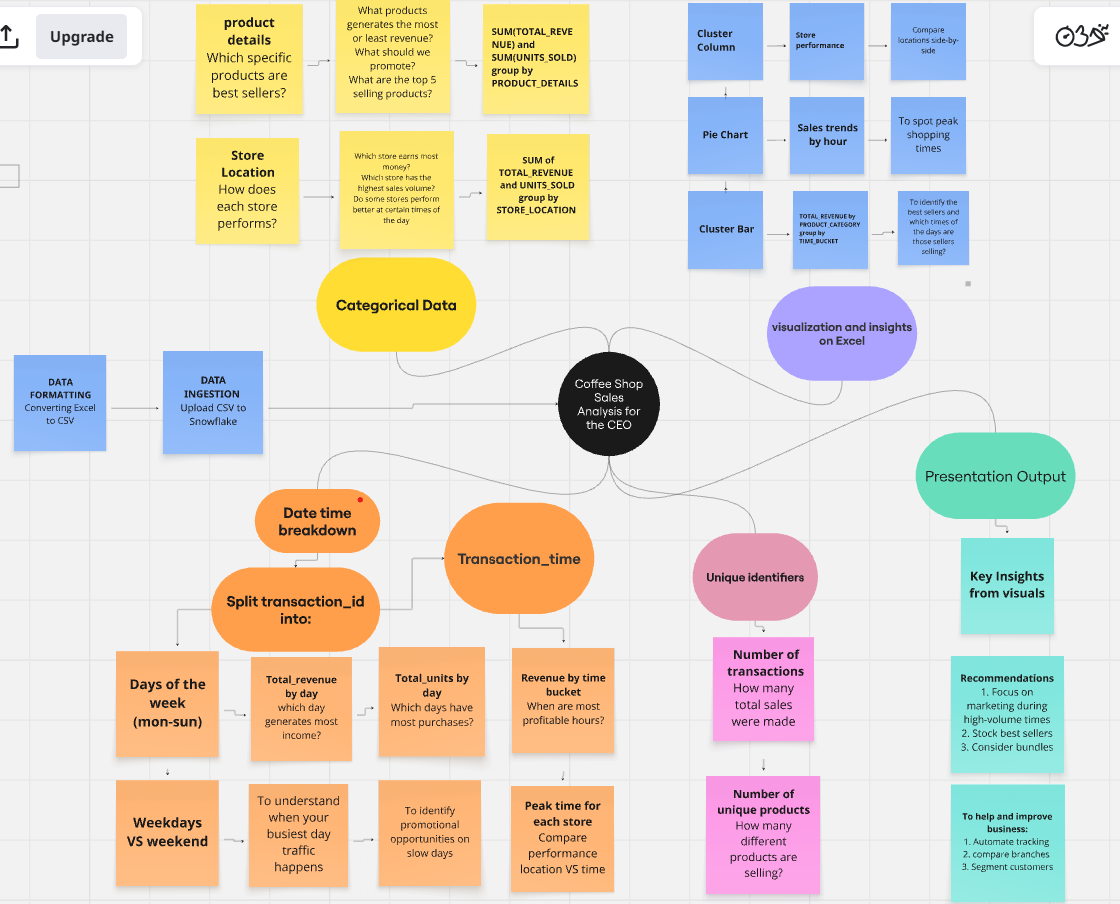 Upgrade
product
details
Which specific
products are
best sellers?
What products
generates the most
or least revenue?
What should we
promote?
What are the top 5
selling products?
SUM(TOTAL_REVE
NUE) and
SUM(UNITS_SOLD)
group by
PRODUCT_DETAILS
Store
Location
How does
each store
performs?
Which store earns most
money?
Which store has the
highest sales volume?
Do some stores perform
better at certain times of
the day
SUM of
TOTAL_REVENUE
and UNITS_SOLD
group by
STORE_LOCATION
Categorical Data
Cluster
Column
Store
performance
Compare
locations side-by-
side
Pie Chart
Sales trends
by hour
To spot peak
shopping
times
Cluster Bar
TOTAL_REVENUE by
PRODUCT_CATEGORY
group by
TIME_BUCKET
To identify the
best sellers and
which times of
the days are
those sellers
selling?
visualization and insights
on Excel
DATA
FORMATTING
Converting Excel
to CSV
DATA
INGESTION
Upload CSV to
Snowflake
Coffee Shop
Sales
Analysis for
the CEO
Presentation Output
Key Insights
from visuals
Recommendations
1. Focus on
marketing during
high-volume times
2. Stock best sellers
3. Consider bundles
To help and improve
business:
1. Automate tracking
2. compare branches
3. Segment customers
Date time
breakdown
Split transaction_id
into:
Transaction_time
Days of the
week
(mon-sun)
Total_revenue
by day
which day
generates most
income?
Total_units by
day
Which days have
most purchases?
Revenue by time
bucket
When are most
profitable hours?
Weekdays
VS weekend
To understand
when your
busiest day
traffic
happens
To identify
promotional
opportunities on
slow days
Peak time for
each store
Compare
performance
location VS time
Unique identifiers
Number of
transactions
How many
total sales
were made
Number of
unique products
How many
different
products are
selling?